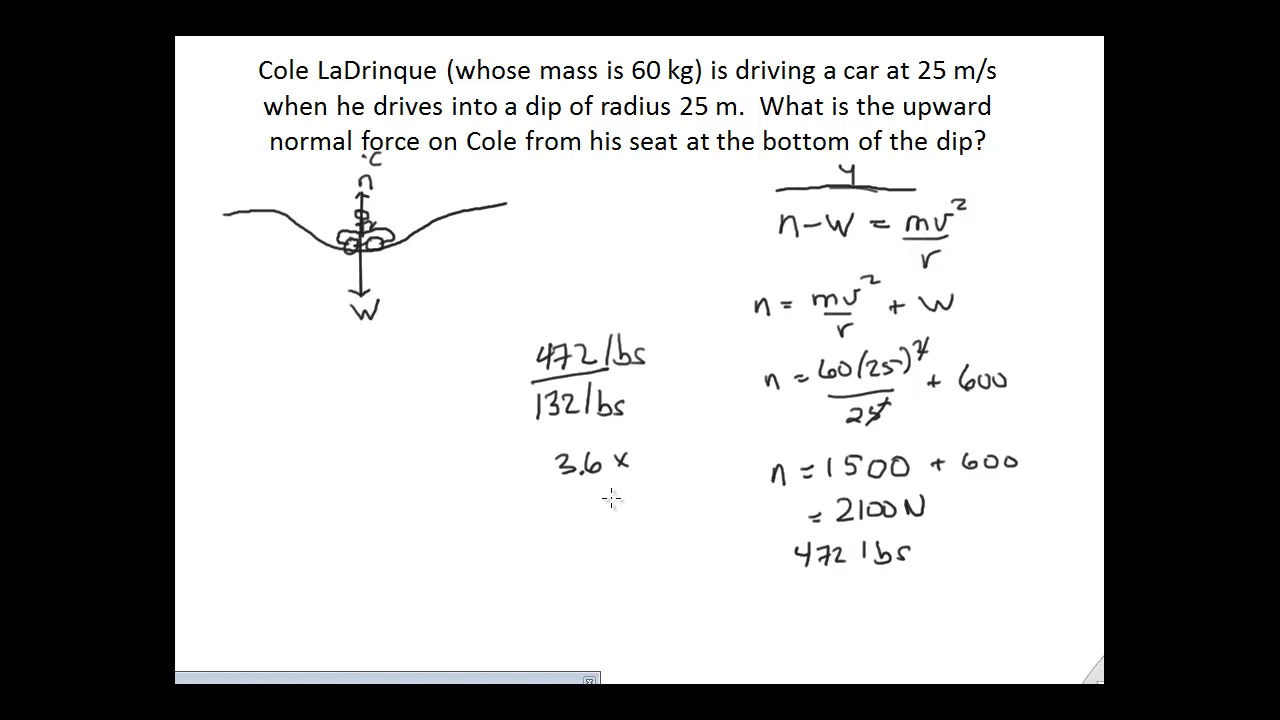 Cole LaDrinque (whose mass is 60 kg) is driving a car at 25 m/s
when he drives into a dip of radius 25 m. What is the upward
normal force on Cole from his seat at the bottom of the dip?
·C
n
W
y
n-W = mv²/r
n = mv²/r + W
n = 60(25)²/25 + 600
n = 1500 + 600
= 2100 N
472 lbs
472 lbs
132 lbs
3.6 x